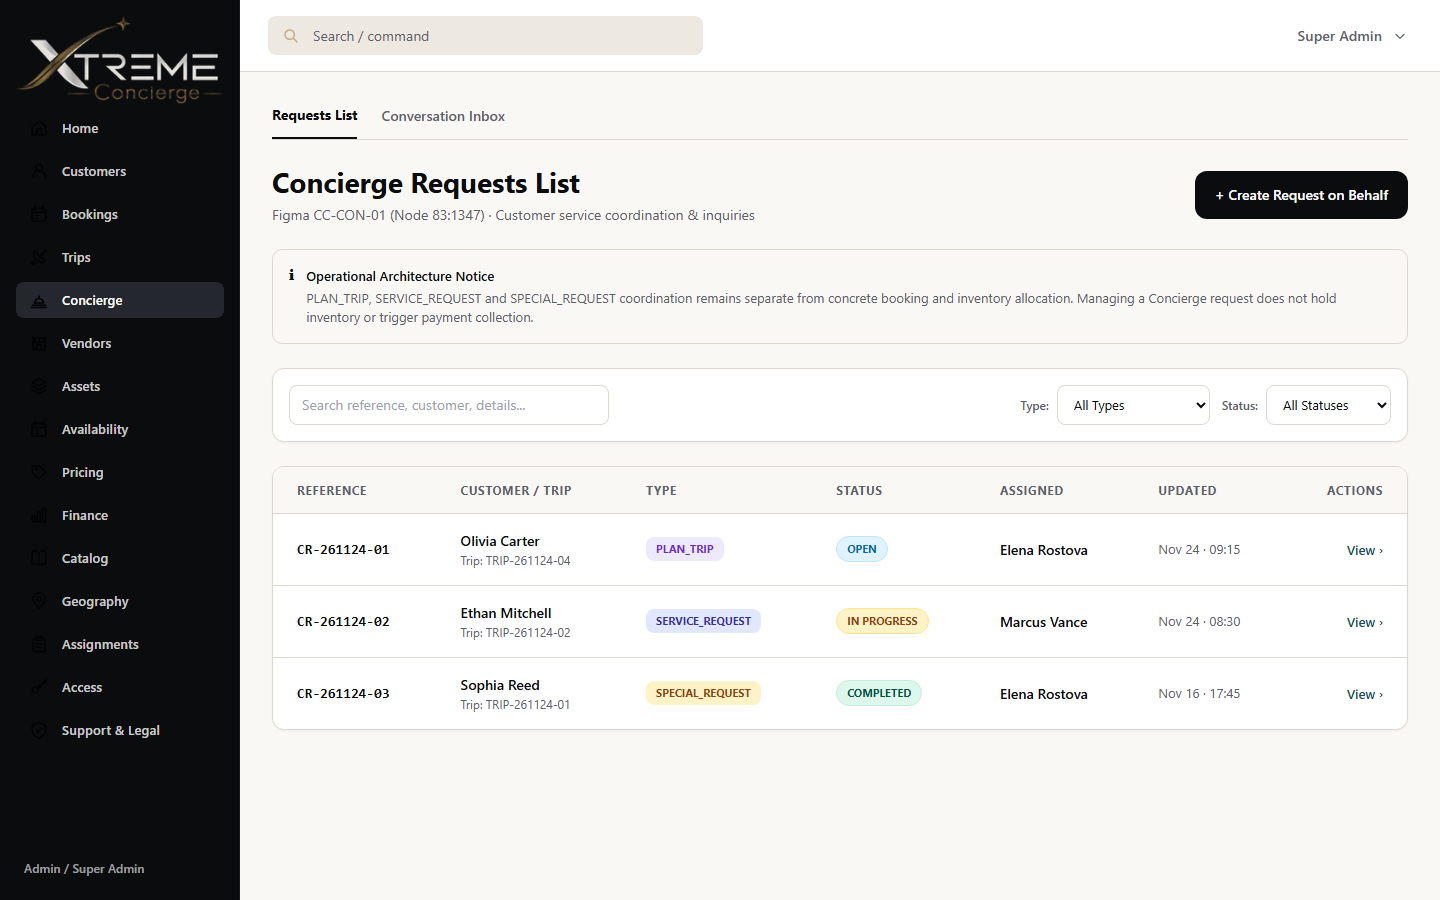 XTREME
Concierge
Search / command
Super Admin
Home
Customers
Bookings
Trips
Concierge
Vendors
Assets
Availability
Pricing
Finance
Catalog
Geography
Assignments
Access
Support & Legal
Admin / Super Admin
Requests List
Conversation Inbox
Concierge Requests List
Figma CC-CON-01 (Node 83:1347) · Customer service coordination & inquiries
+ Create Request on Behalf
Operational Architecture Notice
PLAN_TRIP, SERVICE_REQUEST and SPECIAL_REQUEST coordination remains separate from concrete booking and inventory allocation. Managing a Concierge request does not hold
inventory or trigger payment collection.
Search reference, customer, details...
Type: All Types
Status: All Statuses
REFERENCE CUSTOMER / TRIP TYPE STATUS ASSIGNED UPDATED ACTIONS
CR-261124-01 Olivia Carter PLAN_TRIP OPEN Elena Rostova Nov 24 · 09:15 View ›
Trip: TRIP-261124-04
CR-261124-02 Ethan Mitchell SERVICE_REQUEST IN PROGRESS Marcus Vance Nov 24 · 08:30 View ›
Trip: TRIP-261124-02
CR-261124-03 Sophia Reed SPECIAL_REQUEST COMPLETED Elena Rostova Nov 16 · 17:45 View ›
Trip: TRIP-261124-01